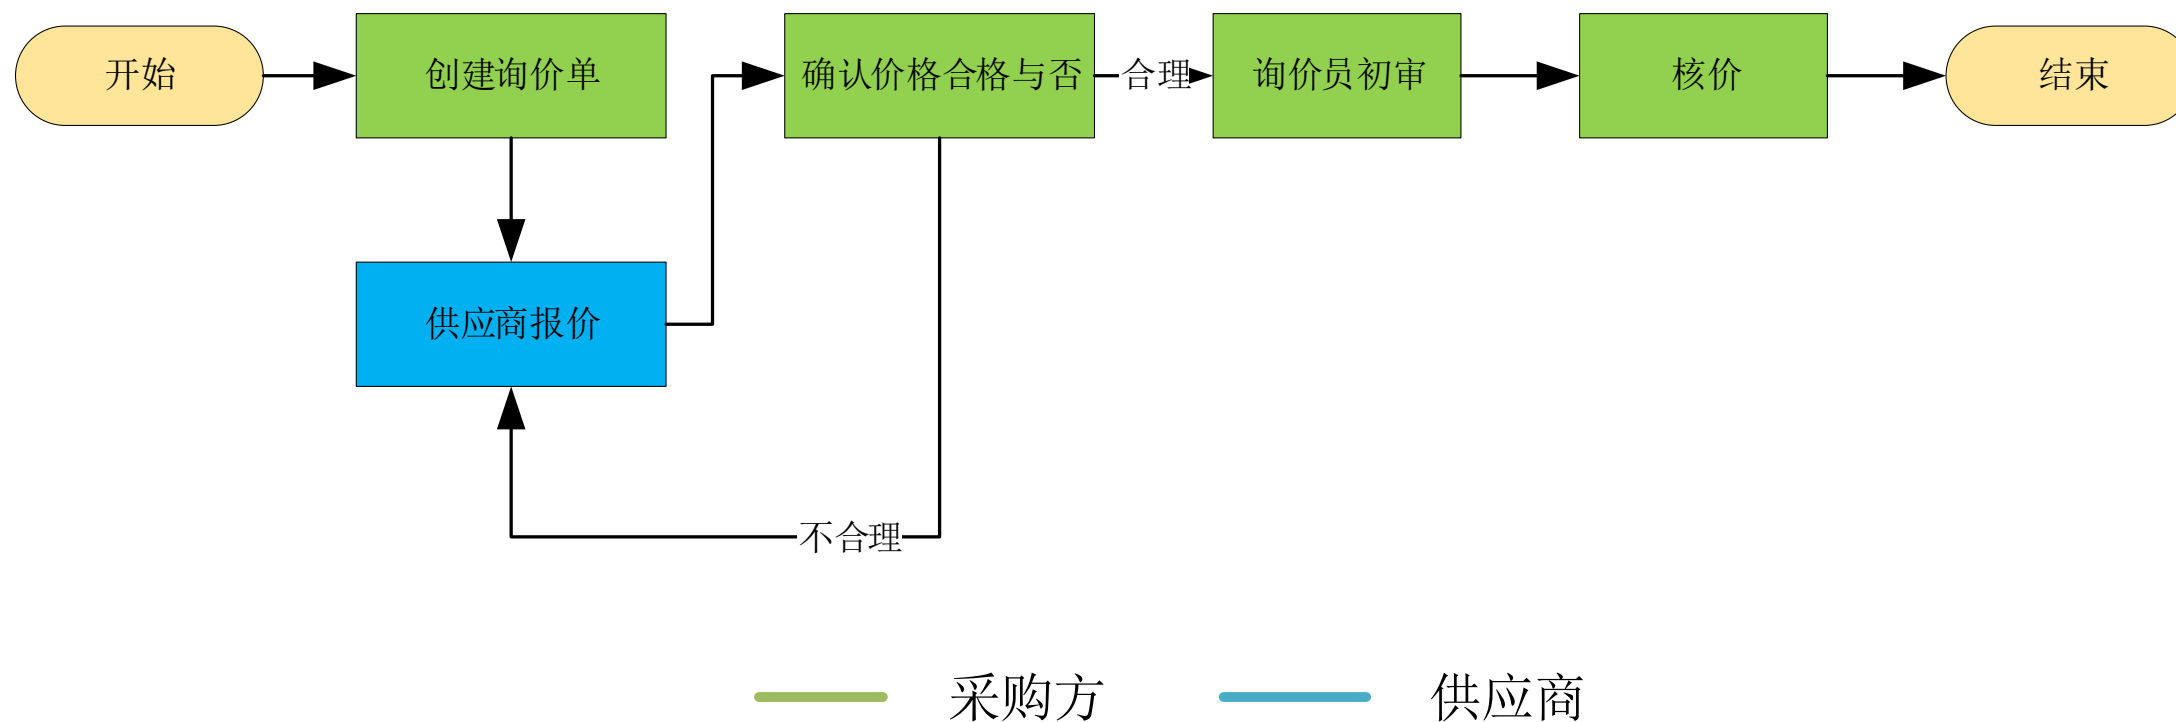 开始
创建询价单
确认价格合格与否
合理
询价员初审
核价
结束
供应商报价
不合理
采购方
供应商